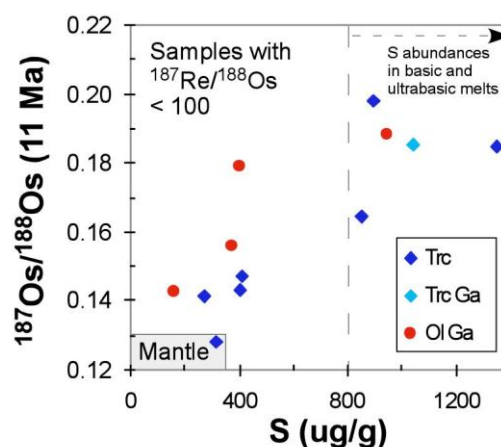 Samples with
187Re/188Os
< 100
S abundances
in basic and
ultrabasic melts
187Os/188Os (11 Ma)
0.22
0.20
0.18
0.16
0.14
0.12
Trc
Trc Ga
Ol Ga
Mantle
0
400
800
1200
S (ug/g)